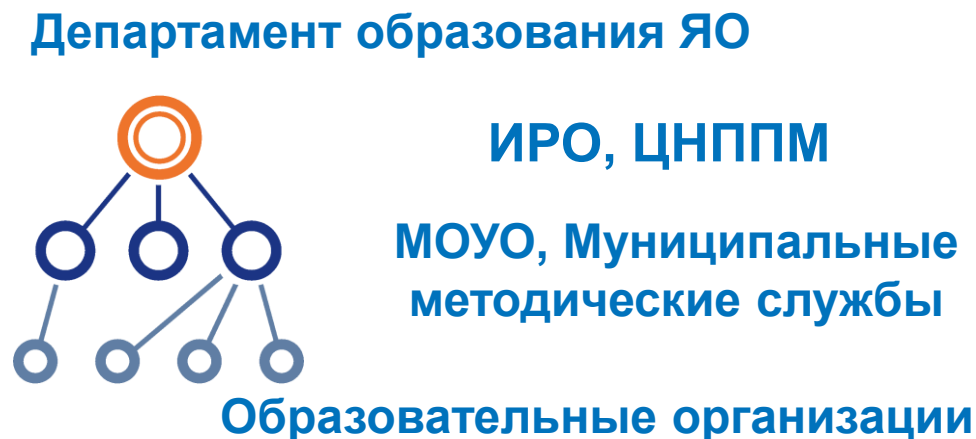 Департамент образования ЯО
ИРО, ЦНППМ
МОУО, Муниципальные
методические службы
Образовательные организации